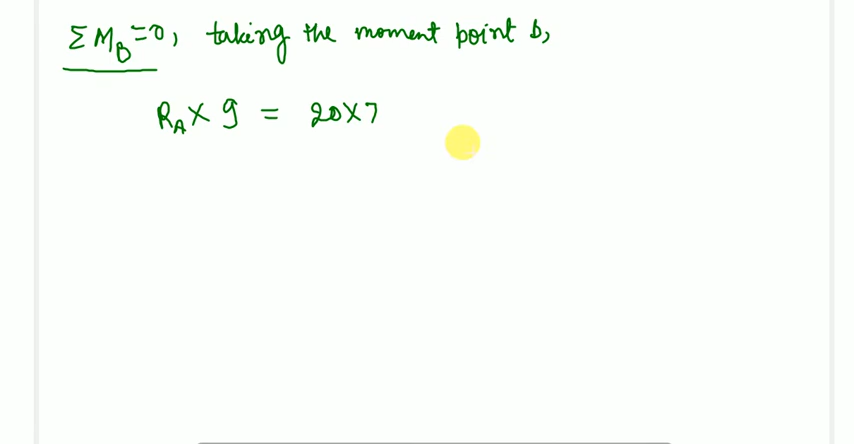 ΣM_B=0, taking the moment point b,
R_A × 9 = 20×7